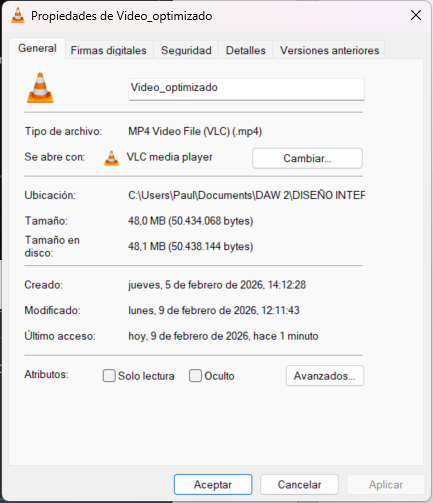 Propiedades de Video_optimizado
General Firmas digitales Seguridad Detalles Versiones anteriores
Video_optimizado
Tipo de archivo: MP4 Video File (VLC) (.mp4)
Se abre con: VLC media player Cambiar...
Ubicación: C:\Users\Paul\Documents\DAW 2\DISEÑO INTER
Tamaño: 48,0 MB (50.434.068 bytes)
Tamaño en
disco: 48,1 MB (50.438.144 bytes)
Creado: jueves, 5 de febrero de 2026, 14:12:28
Modificado: lunes, 9 de febrero de 2026, 12:11:43
Último acceso: hoy, 9 de febrero de 2026, hace 1 minuto
Atributos: Solo lectura Oculto Avanzados...
Aceptar Cancelar Aplicar